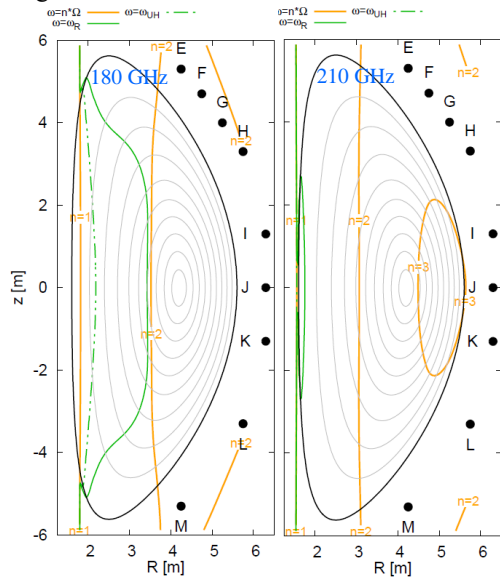 ω=n*Ω ω=ω_UH
ω=ω_R
ω=n*Ω ω=ω_UH
ω=ω_R
6
4
2
0
-2
-4
-6
z [m]
180 GHz
n=2
E
F
G
n=2
H
n=1
I
J
n=2
K
n=2
L
n=1
M
2 3 4 5 6
R [m]
210 GHz
E
n=2
F
G
H
n=1
n=2
I
n=3
J
n=3
K
L
n=1
n=2
n=2
M
2 3 4 5 6
R [m]